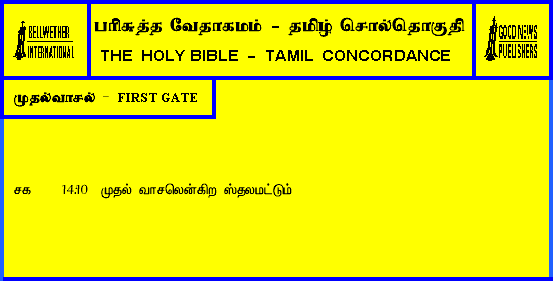 BELLWETHER
INTERNATIONAL
பரிசுத்த வேதாகமம் - தமிழ் சொல்தொகுதி
THE HOLY BIBLE - TAMIL CONCORDANCE
GOOD NEWS
PUBLISHERS
முதல்வாசல் - FIRST GATE
சக 14:10 முதல் வாசலென்கிற ஸ்தலமட்டும்